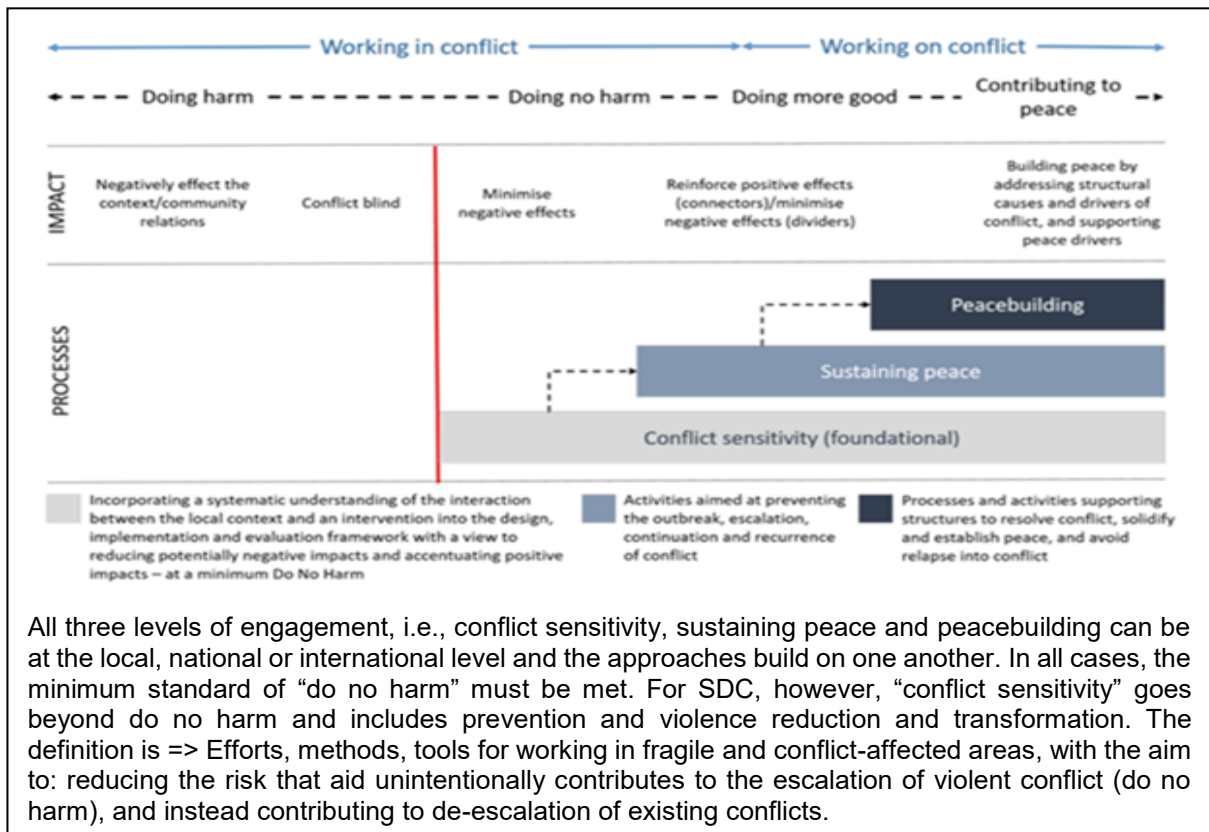 Working in conflict
Working on conflict
Doing harm
Doing no harm
Doing more good
Contributing to
peace
IMPACT
Negatively effect the
context/community
relations
Conflict blind
Minimise
negative effects
Reinforce positive effects
(connectors)/minimise
negative effects (dividers)
Building peace by
addressing structural
causes and drivers of
conflict, and supporting
peace drivers
PROCESSES
Peacebuilding
Sustaining peace
Conflict sensitivity (foundational)
Incorporating a systematic understanding of the interaction
between the local context and an intervention into the design,
implementation and evaluation framework with a view to
reducing potentially negative impacts and accentuating positive
impacts – at a minimum Do No Harm
Activities aimed at preventing
the outbreak, escalation,
continuation and recurrence
of conflict
Processes and activities supporting
structures to resolve conflict, solidify
and establish peace, and avoid
relapse into conflict
All three levels of engagement, i.e., conflict sensitivity, sustaining peace and peacebuilding can be
at the local, national or international level and the approaches build on one another. In all cases, the
minimum standard of “do no harm” must be met. For SDC, however, “conflict sensitivity” goes
beyond do no harm and includes prevention and violence reduction and transformation. The
definition is => Efforts, methods, tools for working in fragile and conflict-affected areas, with the aim
to: reducing the risk that aid unintentionally contributes to the escalation of violent conflict (do no
harm), and instead contributing to de-escalation of existing conflicts.